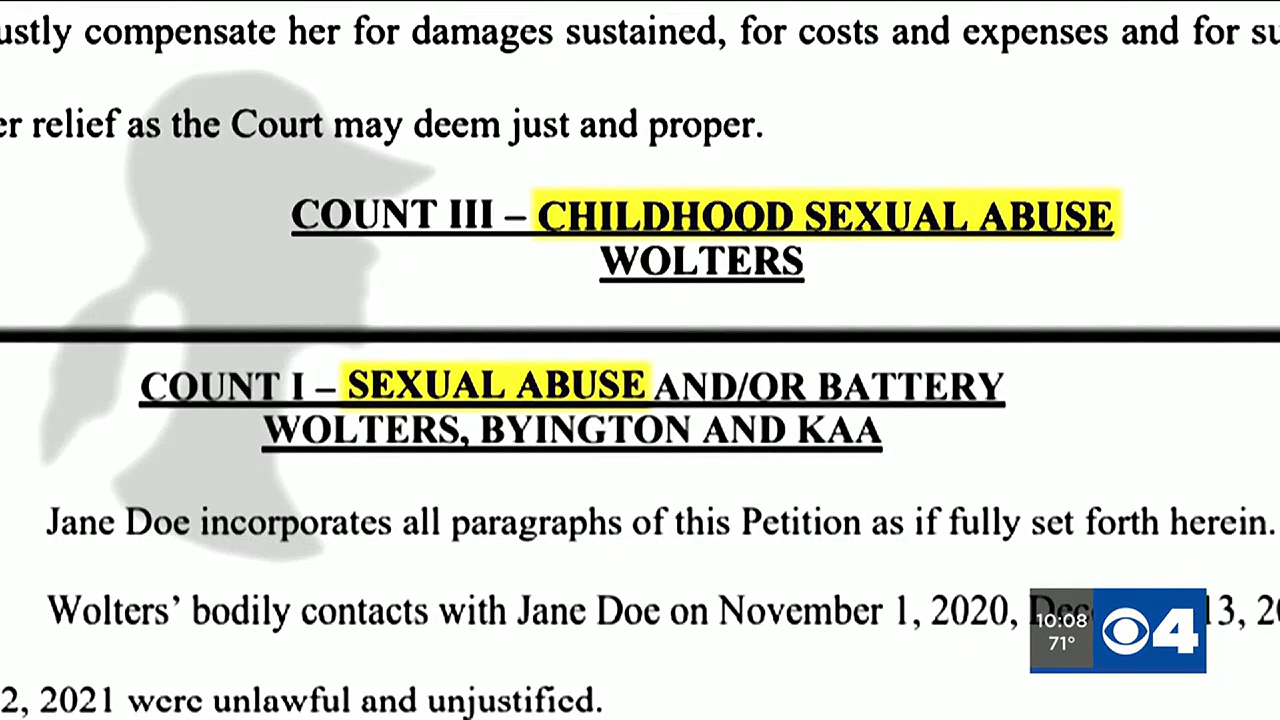 ustly compensate her for damages sustained, for costs and expenses and for su
er relief as the Court may deem just and proper.
COUNT III – CHILDHOOD SEXUAL ABUSE
WOLTERS
COUNT I – SEXUAL ABUSE AND/OR BATTERY
WOLTERS, BYINGTON AND KAA
Jane Doe incorporates all paragraphs of this Petition as if fully set forth herein.
Wolters’ bodily contacts with Jane Doe on November 1, 2020, 13, 20
2, 2021 were unlawful and unjustified.
10:08
71°
4